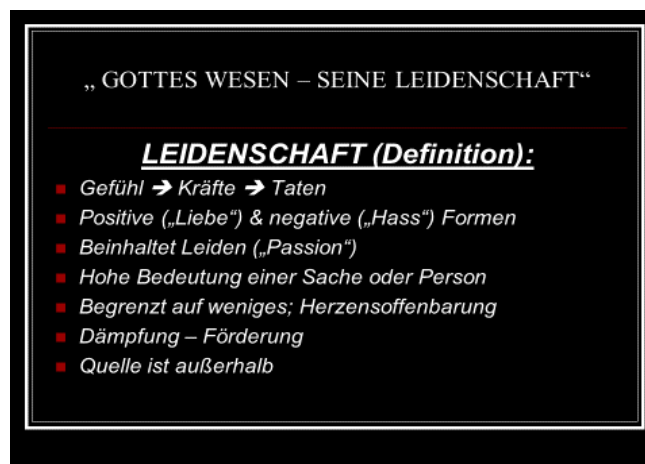 „ GOTTES WESEN – SEINE LEIDENSCHAFT“
LEIDENSCHAFT (Definition):
■ Gefühl ➔ Kräfte ➔ Taten
■ Positive („Liebe“) & negative („Hass“) Formen
■ Beinhaltet Leiden („Passion“)
■ Hohe Bedeutung einer Sache oder Person
■ Begrenzt auf weniges; Herzensoffenbarung
■ Dämpfung – Förderung
■ Quelle ist außerhalb